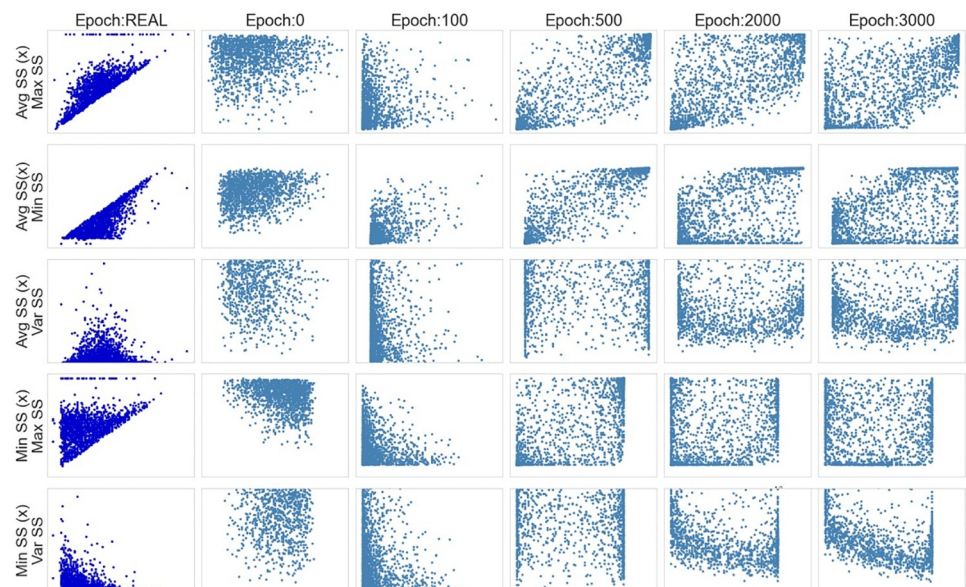 Epoch:REAL Epoch:0 Epoch:100 Epoch:500 Epoch:2000 Epoch:3000
Avg SS (x)
Max SS
Avg SS(x)
Min SS
Avg SS (x)
Var SS
Min SS (x)
Max SS
Min SS (x)
Var SS